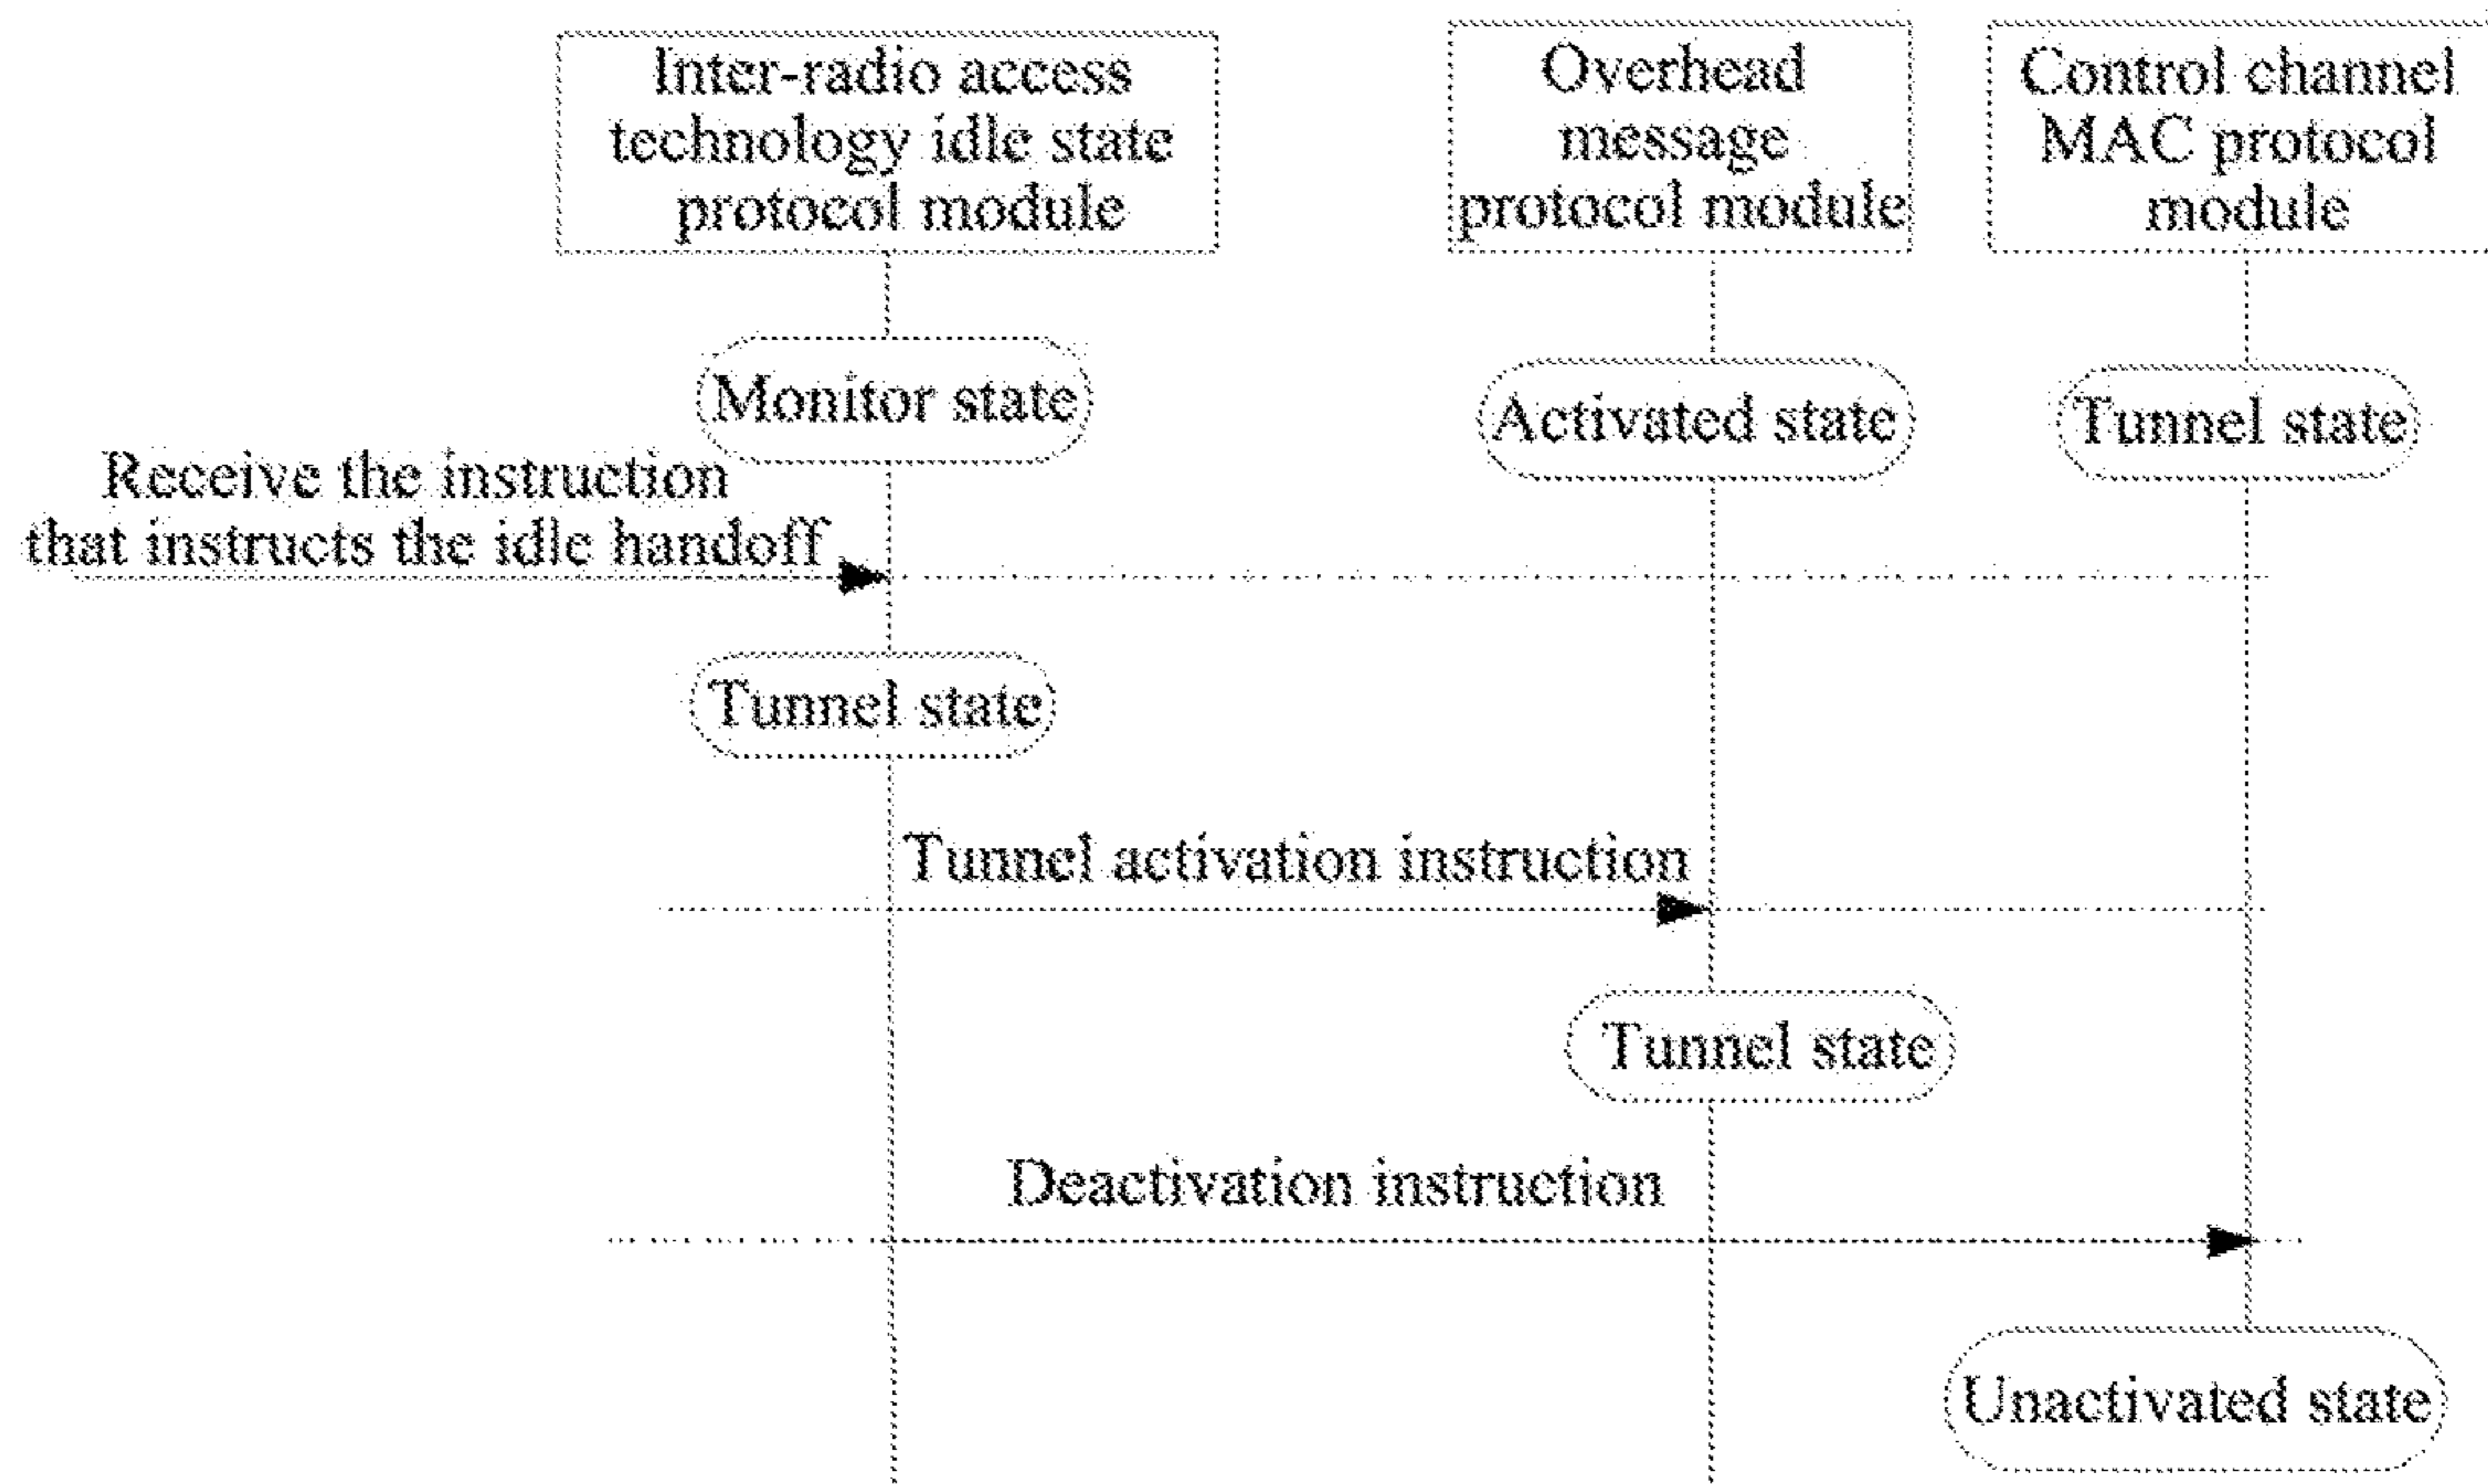 Inter-radio access
technology idle state
protocol module
Overhead
message
protocol module
Control channel
MAC protocol
module
Monitor state
Activated state
Tunnel state
Receive the instruction
that instructs the idle handoff
Tunnel state
Tunnel activation instruction
Tunnel state
Deactivation instruction
Unactivated state